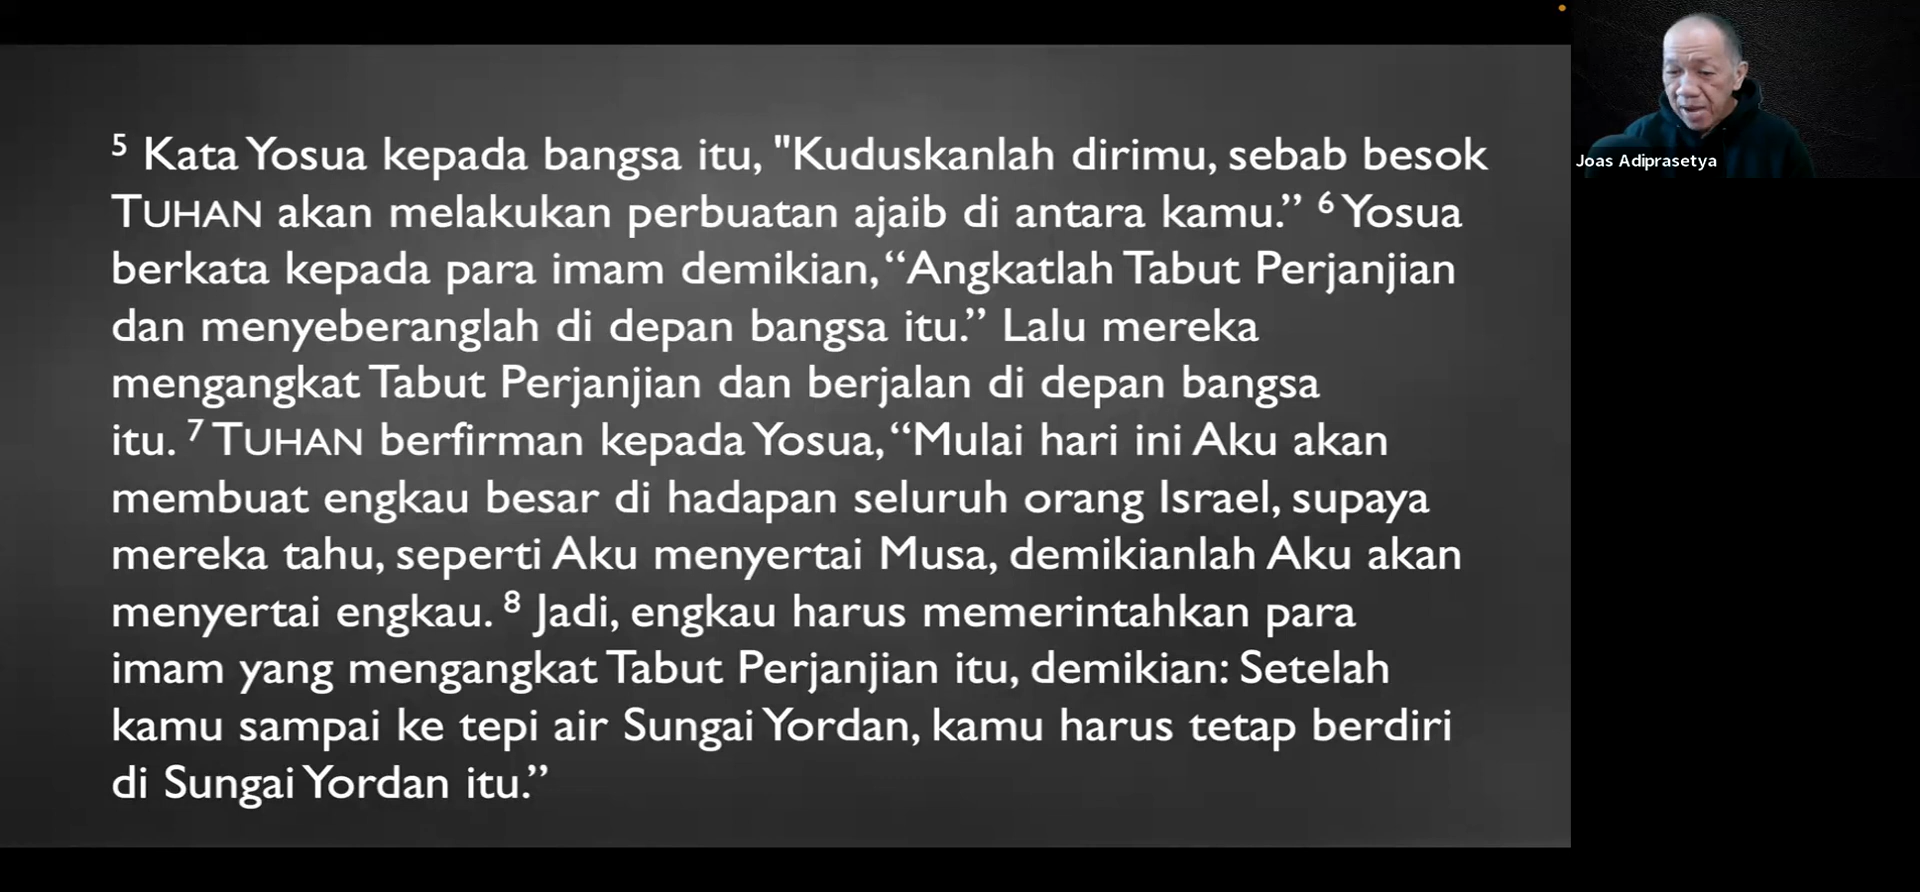 ⁵ Kata Yosua kepada bangsa itu, "Kuduskanlah dirimu, sebab besok
TUHAN akan melakukan perbuatan ajaib di antara kamu.” ⁶ Yosua
berkata kepada para imam demikian, “Angkatlah Tabut Perjanjian
dan menyeberanglah di depan bangsa itu.” Lalu mereka
mengangkat Tabut Perjanjian dan berjalan di depan bangsa
itu. ⁷ TUHAN berfirman kepada Yosua, “Mulai hari ini Aku akan
membuat engkau besar di hadapan seluruh orang Israel, supaya
mereka tahu, seperti Aku menyertai Musa, demikianlah Aku akan
menyertai engkau. ⁸ Jadi, engkau harus memerintahkan para
imam yang mengangkat Tabut Perjanjian itu, demikian: Setelah
kamu sampai ke tepi air Sungai Yordan, kamu harus tetap berdiri
di Sungai Yordan itu.”
Joas Adiprasetya